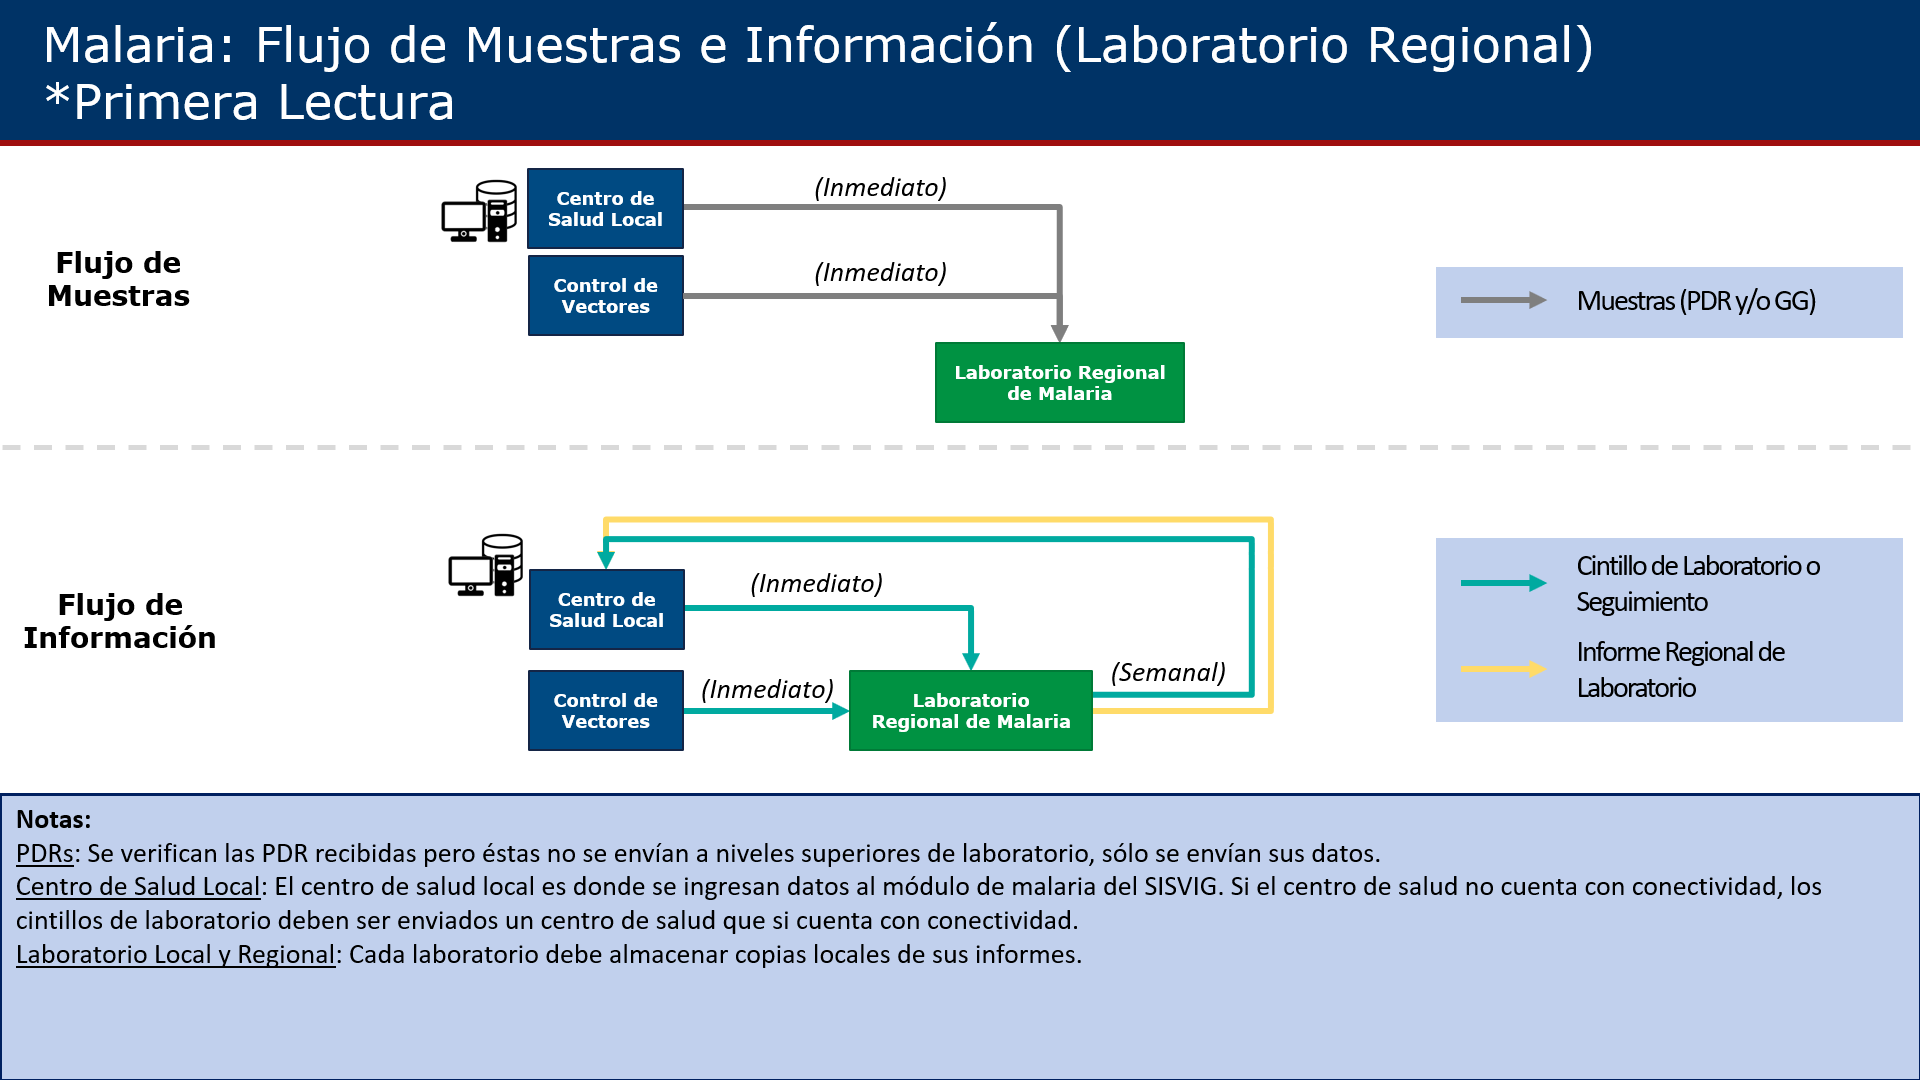 Malaria: Flujo de Muestras e Información (Laboratorio Regional)
*Primera Lectura
Centro de
Salud Local
(Inmediato)
Flujo de
Muestras
Control de
Vectores
(Inmediato)
Muestras (PDR y/o GG)
Laboratorio Regional
de Malaria
Flujo de
Información
Centro de
Salud Local
(Inmediato)
Control de
Vectores
(Inmediato)
Laboratorio
Regional de Malaria
(Semanal)
Cintillo de Laboratorio o
Seguimiento
Informe Regional de
Laboratorio
Notas:
PDRs: Se verifican las PDR recibidas pero éstas no se envían a niveles superiores de laboratorio, sólo se envían sus datos.
Centro de Salud Local: El centro de salud local es donde se ingresan datos al módulo de malaria del SISVIG. Si el centro de salud no cuenta con conectividad, los
cintillos de laboratorio deben ser enviados un centro de salud que si cuenta con conectividad.
Laboratorio Local y Regional: Cada laboratorio debe almacenar copias locales de sus informes.